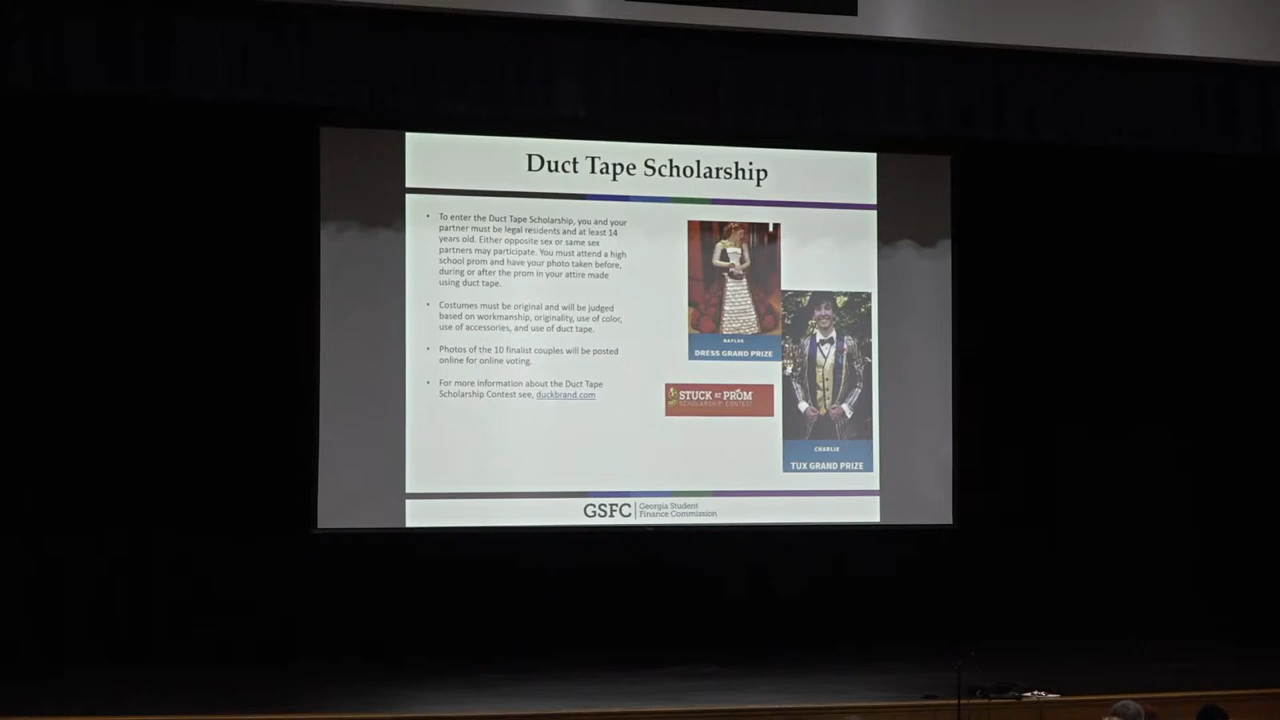 Duct Tape Scholarship
• To enter the Duct Tape Scholarship, you and your
partner must be legal residents and at least 14
years old. Either opposite sex or same sex
partners may participate. You must attend a high
school prom and have your photo taken before,
during or after the prom in your attire made
using duct tape.
• Costumes must be original and will be judged
based on workmanship, originality, use of color,
use of accessories, and use of duct tape.
• Photos of the 10 finalist couples will be posted
online for online voting.
• For more information about the Duct Tape
Scholarship Contest see, duckbrand.com
DRESS GRAND PRIZE
STUCK AT PROM
SCHOLARSHIP CONTEST
CHARLIE
TUX GRAND PRIZE
GSFC
Georgia Student
Finance Commission